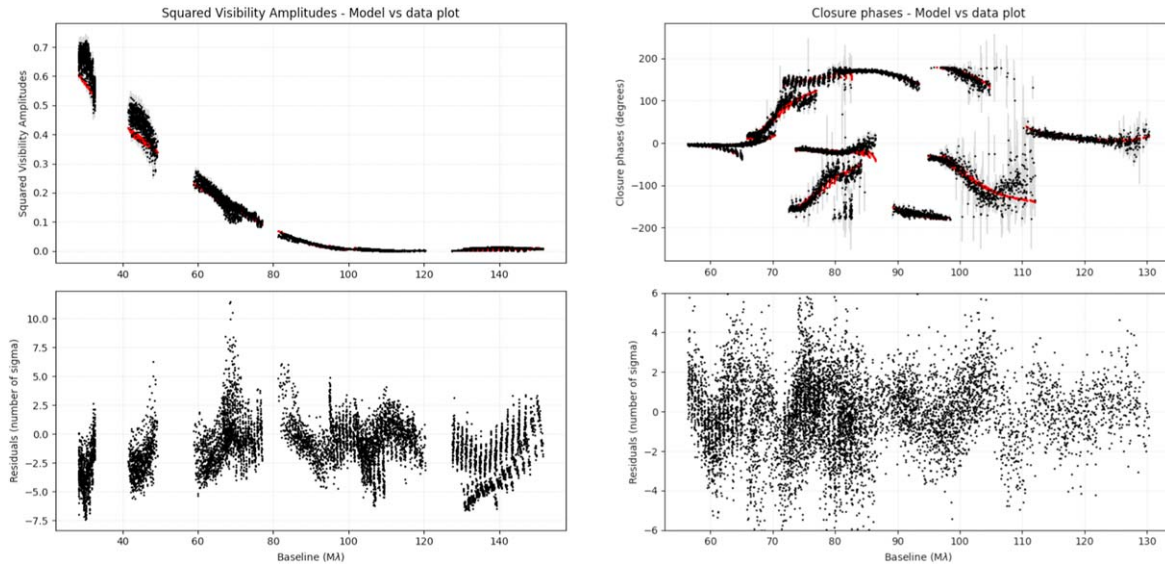 Squared Visibility Amplitudes - Model vs data plot
Squared Visibility Amplitudes
0.7
0.6
0.5
0.4
0.3
0.2
0.1
0.0
40 60 80 100 120 140
Residuals (number of sigma)
10.0
7.5
5.0
2.5
0.0
-2.5
-5.0
-7.5
40 60 80 100 120 140
Baseline (Mλ)
Closure phases - Model vs data plot
Closure phases (degrees)
200
100
0
−100
−200
60 70 80 90 100 110 120 130
Residuals (number of sigma)
6
4
2
0
−2
−4
−6
60 70 80 90 100 110 120 130
Baseline (Mλ)